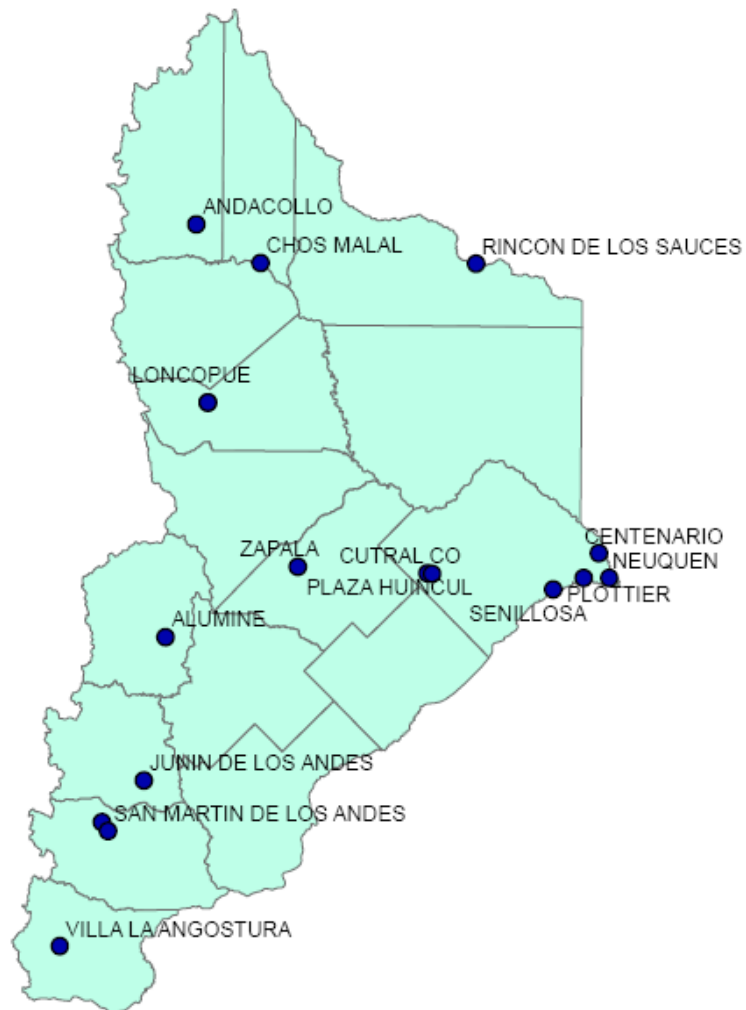 ANDACOLLO
CHOS MALAL
RINCON DE LOS SAUCES
LONCOPUE
CENTENARIO
ZAPALA
CUTRAL CO
NEUQUEN
PLAZA HUINCUL
PLOTTIER
SENILLOSA
ALUMINE
JUNIN DE LOS ANDES
SAN MARTIN DE LOS ANDES
VILLA LA ANGOSTURA